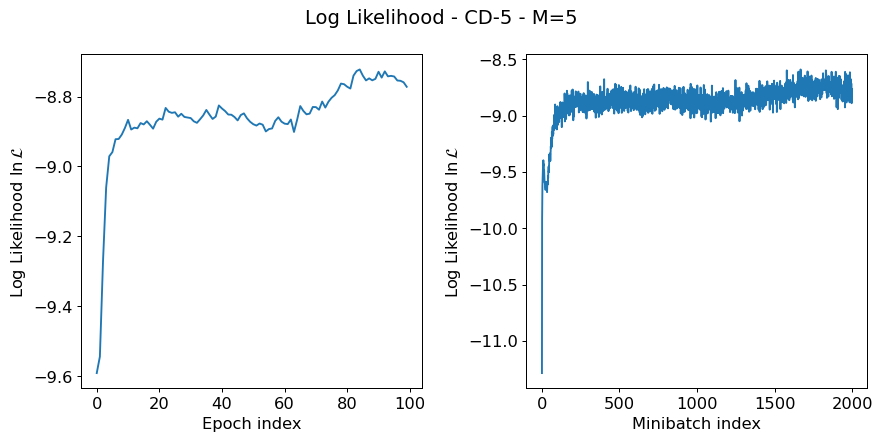 Log Likelihood - CD-5 - M=5
Log Likelihood ln ℒ
−8.8
−9.0
−9.2
−9.4
−9.6
0 20 40 60 80 100
Epoch index
Log Likelihood ln ℒ
−8.5
−9.0
−9.5
−10.0
−10.5
−11.0
0 500 1000 1500 2000
Minibatch index